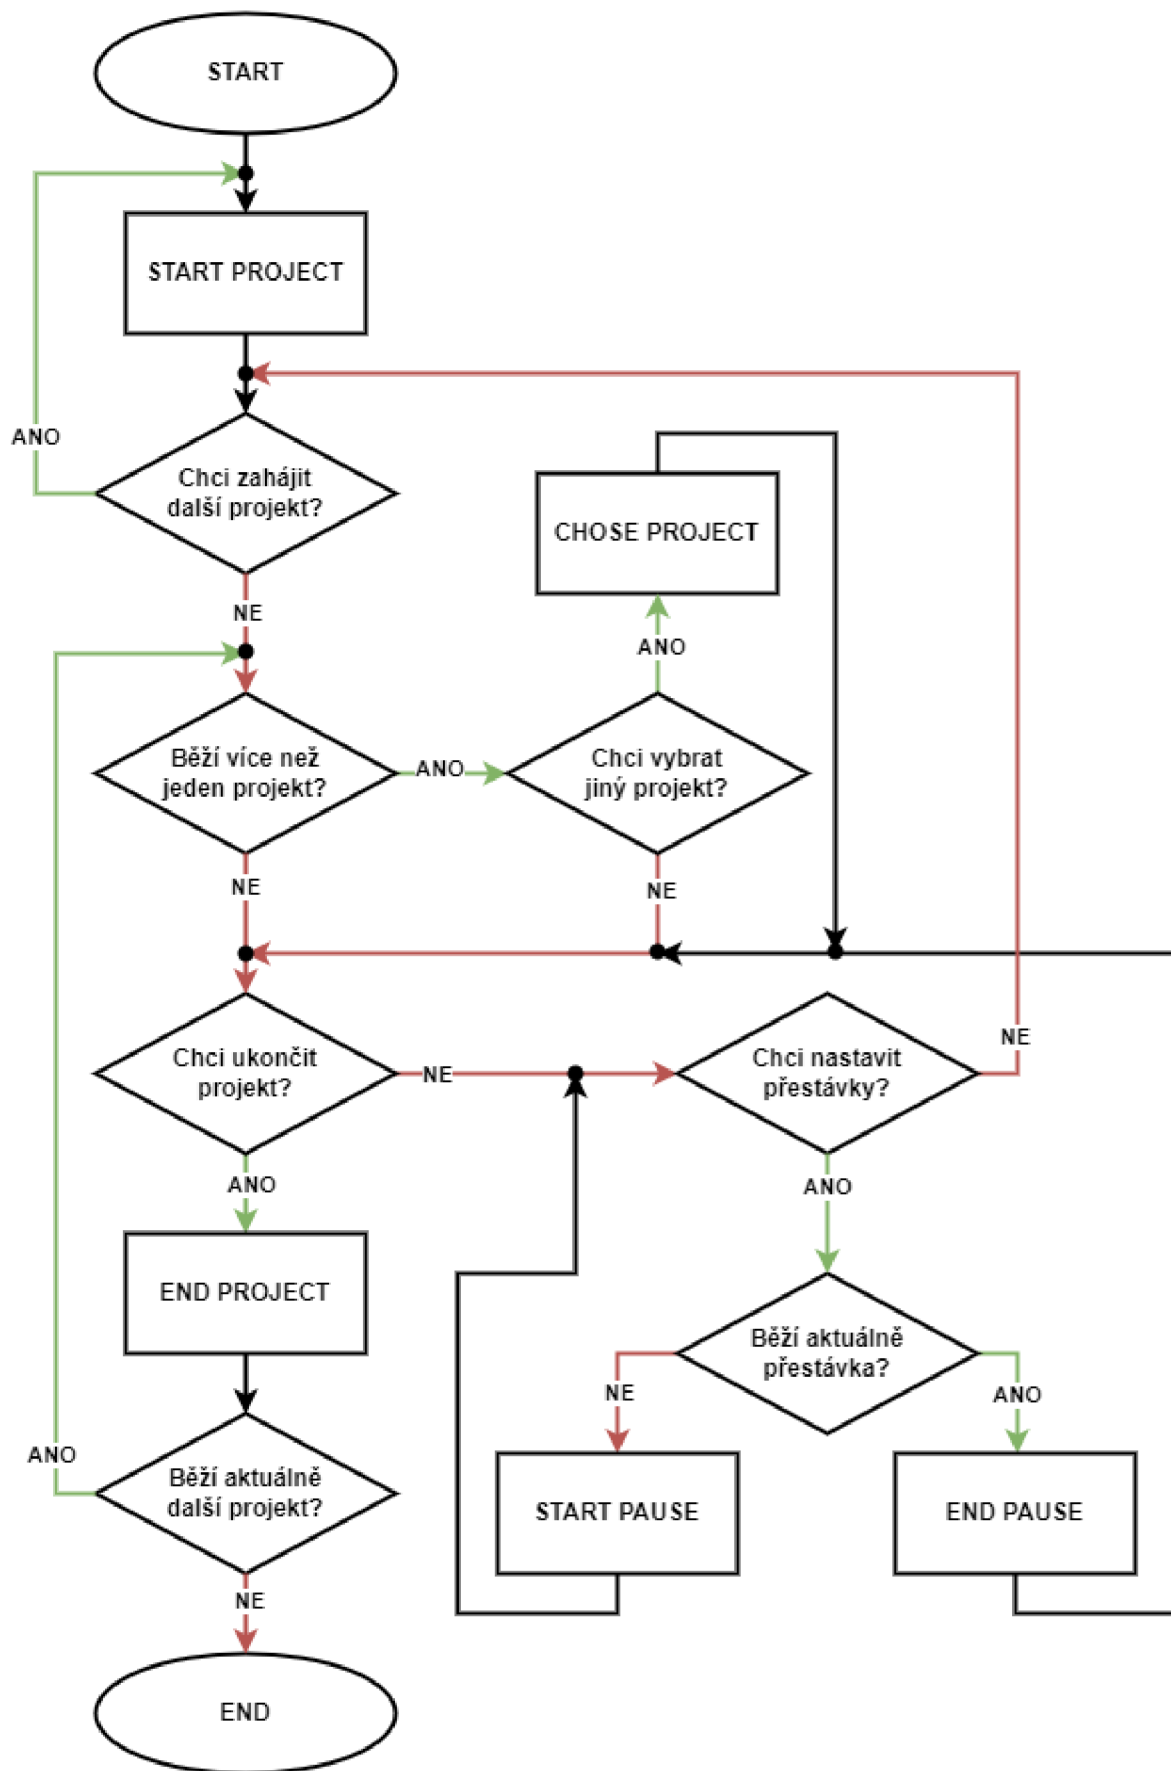 START
START PROJECT
ANO
Chci zahájit
další projekt?
CHOSE PROJECT
NE
ANO
Běží více než
jeden projekt?
ANO
Chci vybrat
jiný projekt?
NE
NE
Chci ukončit
projekt?
NE
Chci nastavit
přestávky?
NE
ANO
ANO
END PROJECT
Běží aktuálně
přestávka?
NE
ANO
ANO
Běží aktuálně
další projekt?
START PAUSE
END PAUSE
NE
END